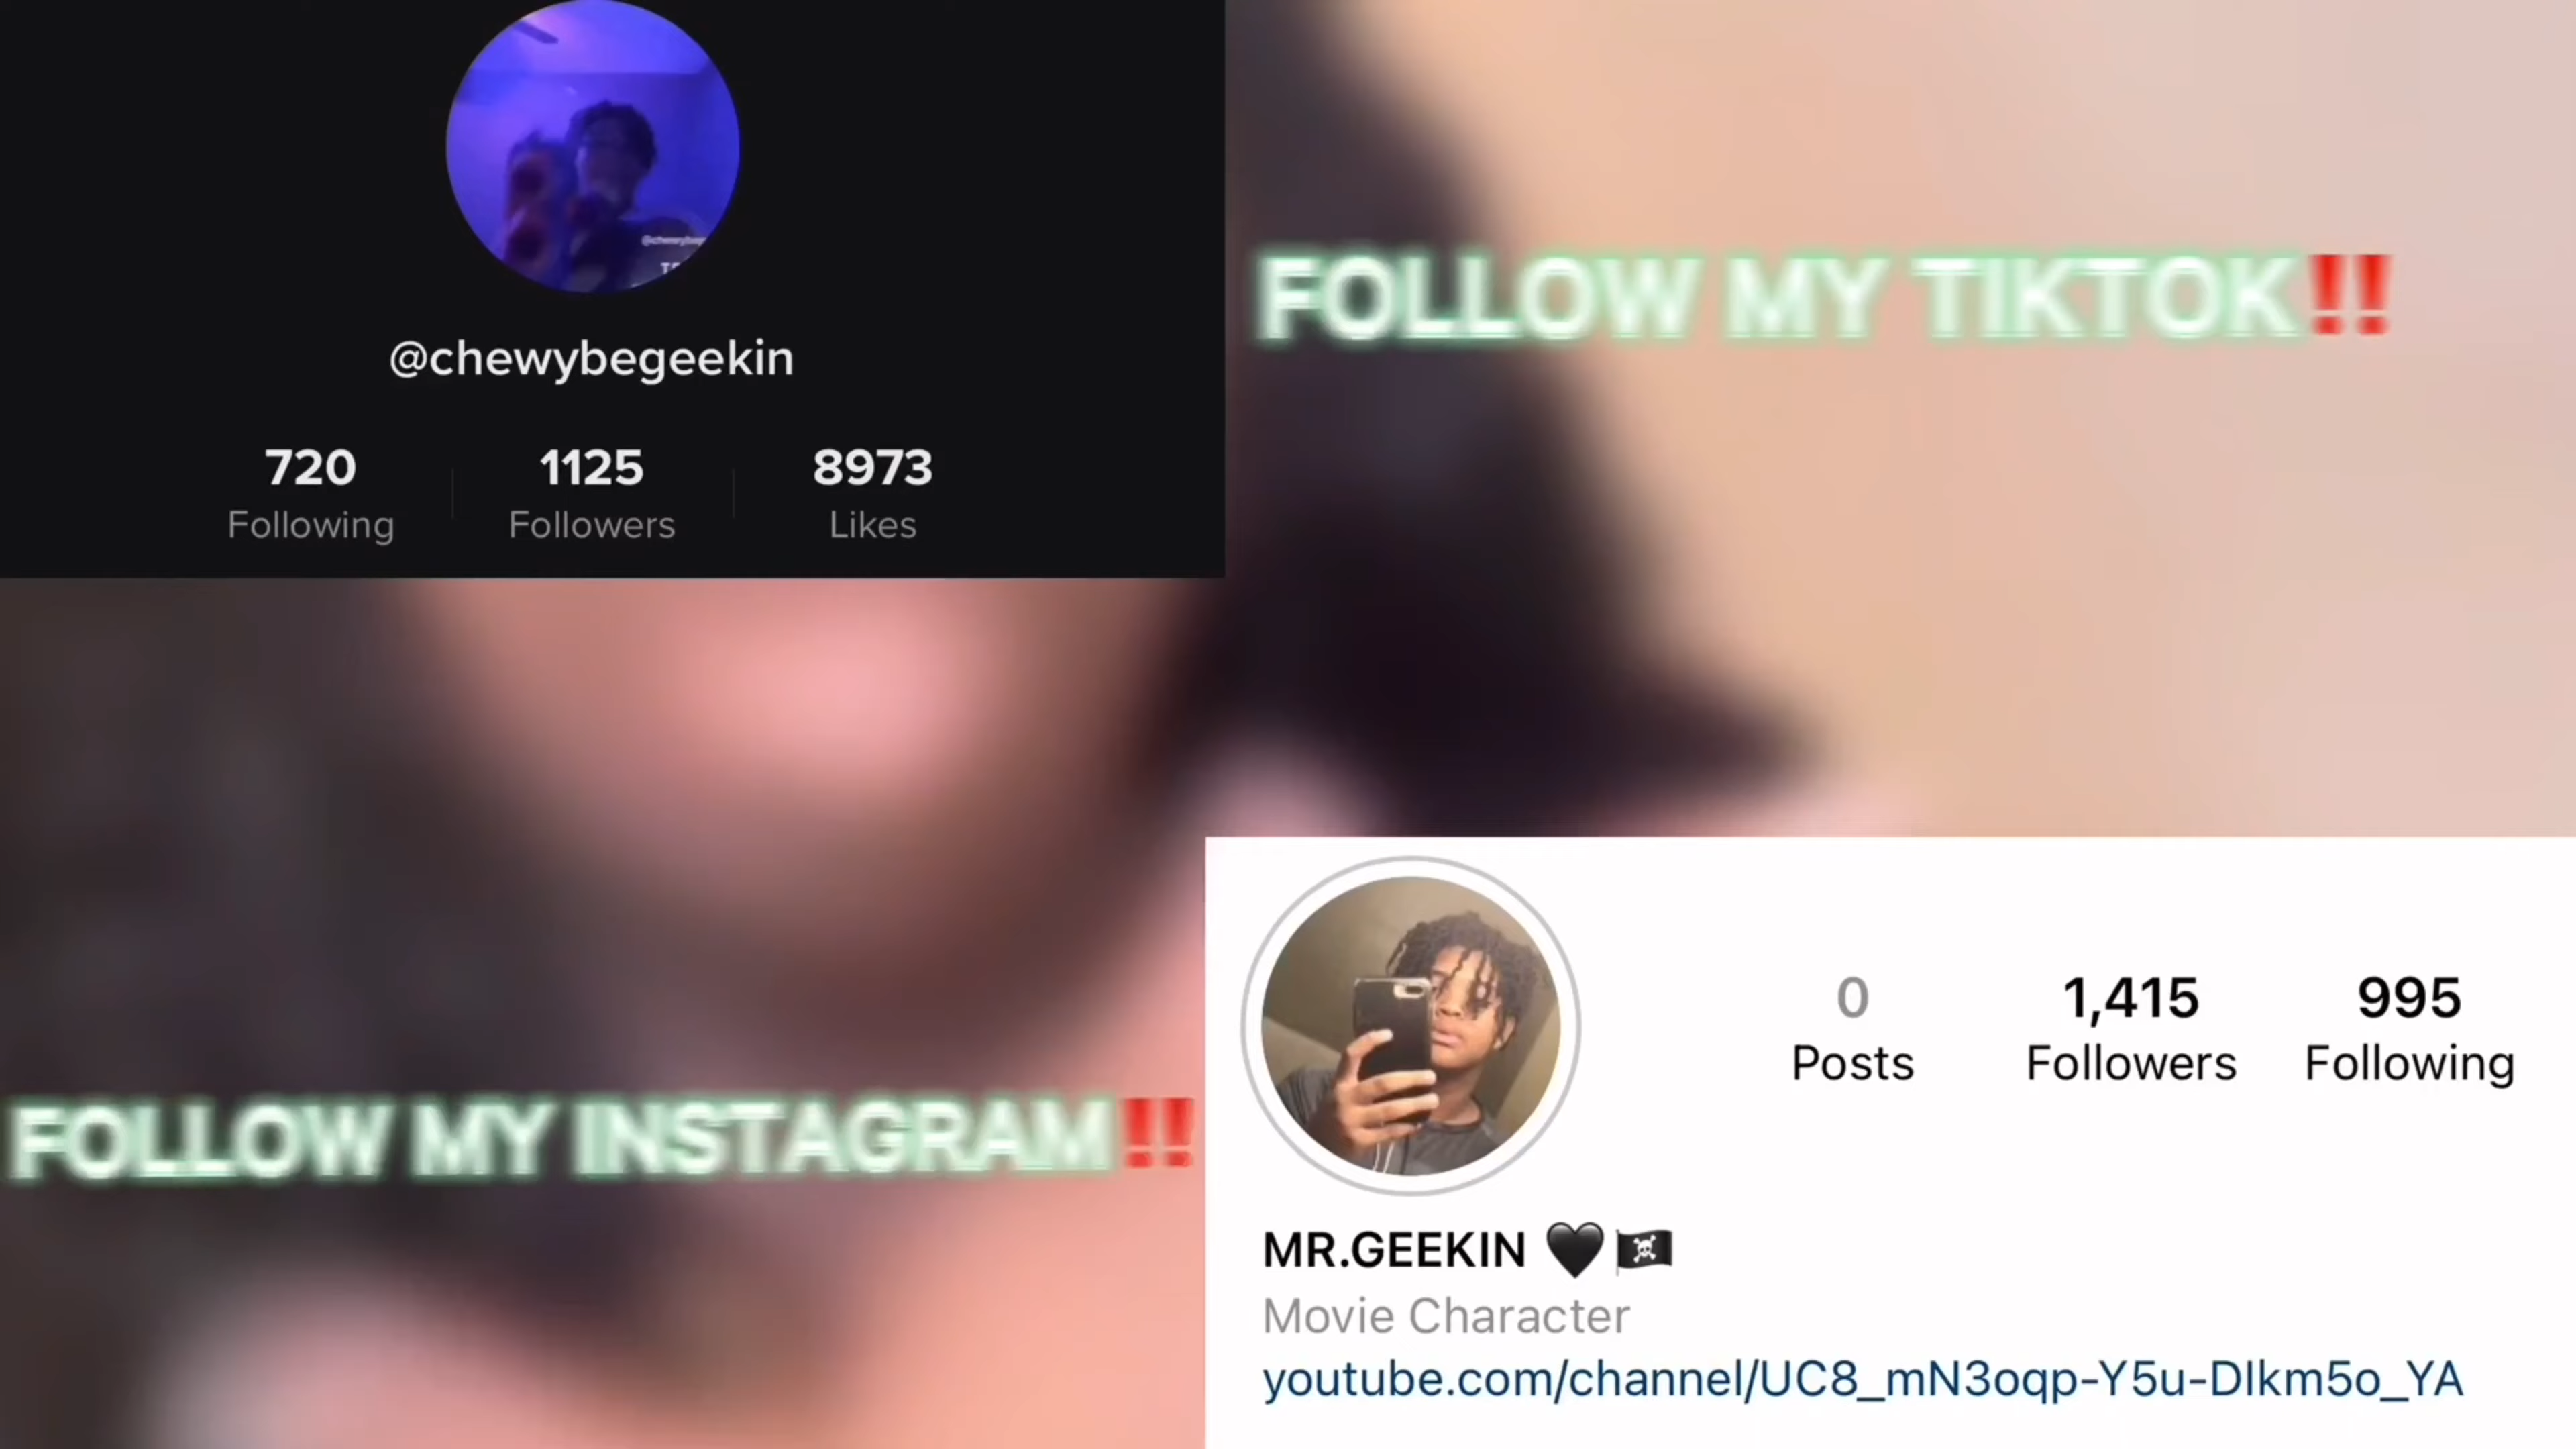 @chewybegeekin
720 1125 8973
Following Followers Likes
FOLLOW MY TIKTOK‼️
FOLLOW MY INSTAGRAM‼️
0 1,415 995
Posts Followers Following
MR.GEEKIN 🖤🏴‍☠️
Movie Character
youtube.com/channel/UC8_mN3oqp-Y5u-DIkm5o_YA